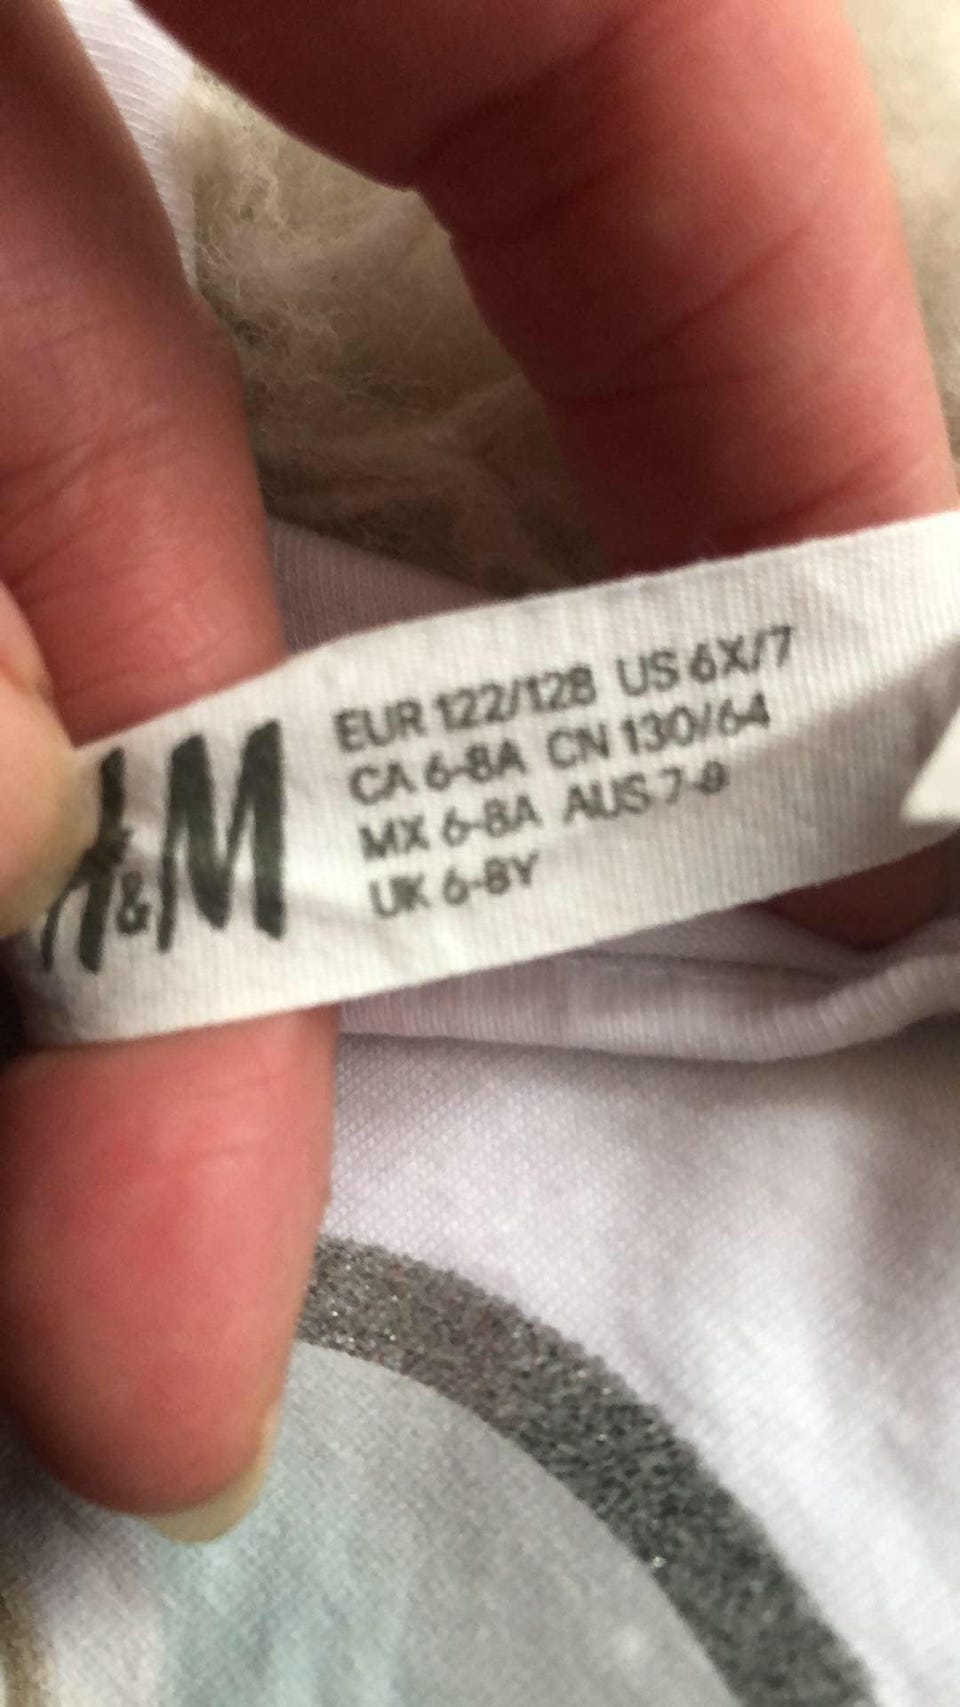 H&M
EUR 122/128 US 6X/7
CA 6-8A CN 130/64
MX 6-8A AUS 7-8
UK 6-8Y